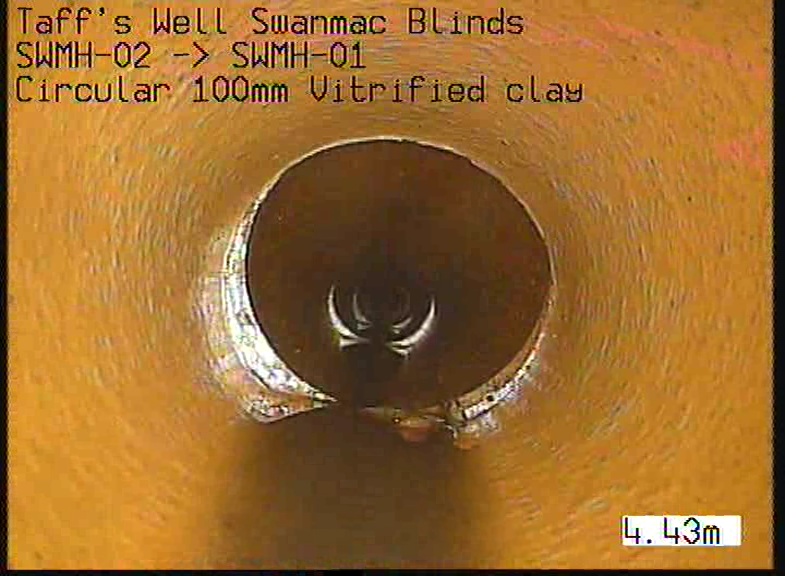 Taff's Well Swanmac Blinds
SWMH-02 -> SWMH-01
Circular 100mm Vitrified clay
4.43m